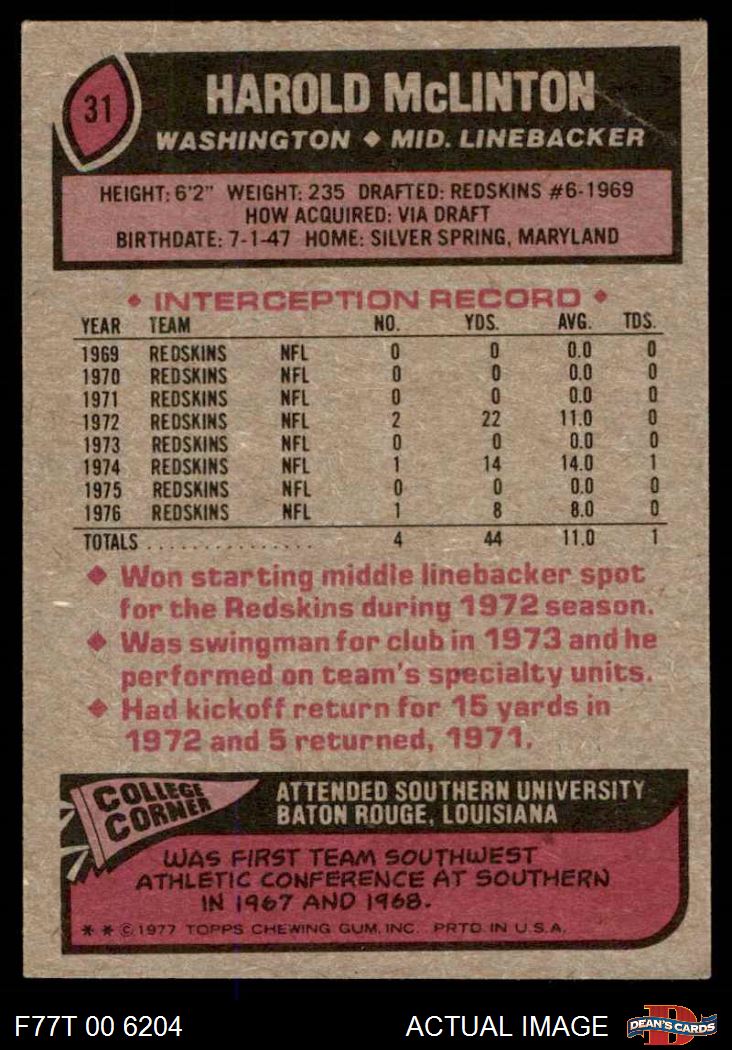 31
HAROLD McLINTON
WASHINGTON ◆ MID. LINEBACKER
HEIGHT: 6'2" WEIGHT: 235 DRAFTED: REDSKINS #6-1969
HOW ACQUIRED: VIA DRAFT
BIRTHDATE: 7-1-47 HOME: SILVER SPRING, MARYLAND
◆ INTERCEPTION RECORD ◆
YEAR TEAM NO. YDS. AVG. TDS.
1969 REDSKINS NFL 0 0 0.0 0
1970 REDSKINS NFL 0 0 0.0 0
1971 REDSKINS NFL 0 0 0.0 0
1972 REDSKINS NFL 2 22 11.0 0
1973 REDSKINS NFL 0 0 0.0 0
1974 REDSKINS NFL 1 14 14.0 1
1975 REDSKINS NFL 0 0 0.0 0
1976 REDSKINS NFL 1 8 8.0 0
TOTALS . . . . . . . . . . . . . . . 4 44 11.0 1
◆ Won starting middle linebacker spot
for the Redskins during 1972 season.
◆ Was swingman for club in 1973 and he
performed on team's specialty units.
◆ Had kickoff return for 15 yards in
1972 and 5 returned, 1971.
COLLEGE
CORNER
ATTENDED SOUTHERN UNIVERSITY
BATON ROUGE, LOUISIANA
WAS FIRST TEAM SOUTHWEST
ATHLETIC CONFERENCE AT SOUTHERN
IN 1967 AND 1968.
* * © 1977 TOPPS CHEWING GUM, INC. PRTD. IN U.S.A.
F77T 00 6204 ACTUAL IMAGE
D
DEAN'S CARDS